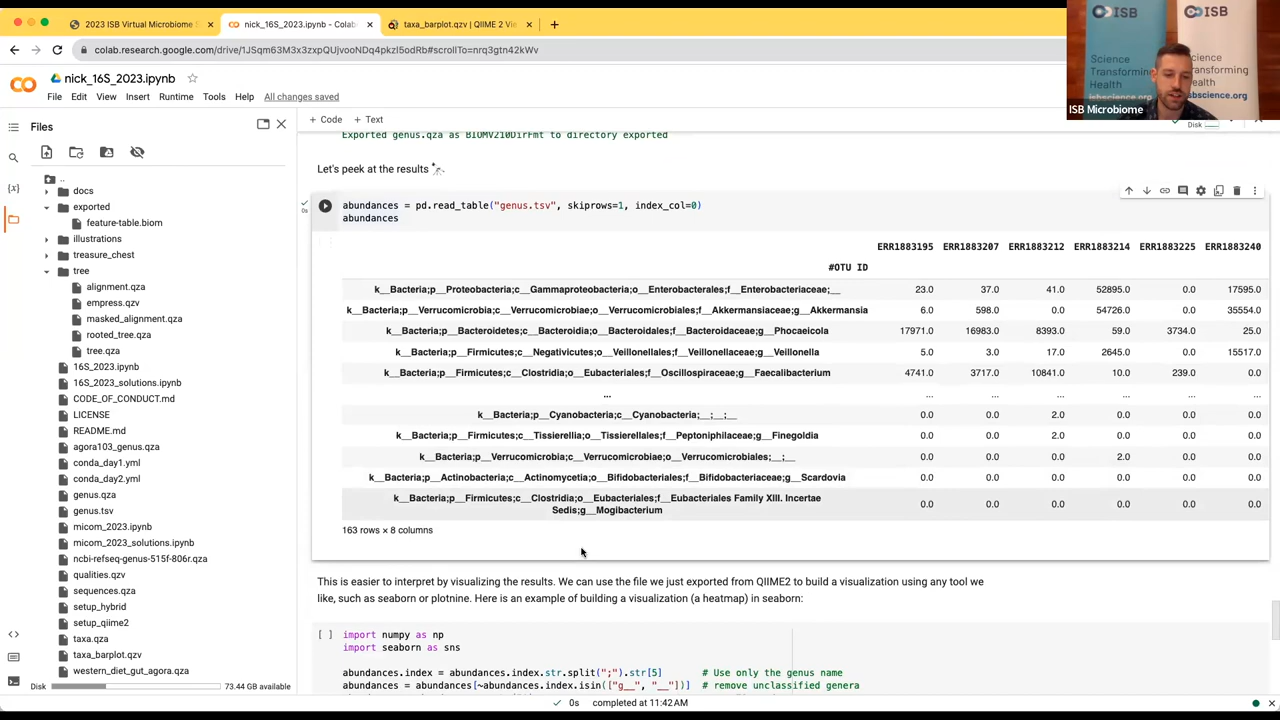 2023 ISB Virtual Microbiome S
nick_16S_2023.ipynb - Colab
taxa_barplot.qzv | QIIME 2 Vie
colab.research.google.com/drive/1JSqm63M3x3zxpQUjvooNDq4pkzl5odRb#scrollTo=nrq3gtn42kWv
ISB
ISB
Science
Transforming
Health
isbscience.org
science
ransforming
ealth
sbscience.org
ISB Microbiome
CO
nick_16S_2023.ipynb
File Edit View Insert Runtime Tools Help All changes saved
Files
+ Code + Text
Disk
..
docs
exported
feature-table.biom
illustrations
treasure_chest
tree
alignment.qza
empress.qzv
masked_alignment.qza
rooted_tree.qza
tree.qza
16S_2023.ipynb
16S_2023_solutions.ipynb
CODE_OF_CONDUCT.md
LICENSE
README.md
agora103_genus.qza
conda_day1.yml
conda_day2.yml
genus.qza
genus.tsv
micom_2023.ipynb
micom_2023_solutions.ipynb
ncbi-refseq-genus-515f-806r.qza
qualities.qzv
sequences.qza
setup_hybrid
setup_qiime2
taxa.qza
taxa_barplot.qzv
western_diet_gut_agora.qza
Disk 73.44 GB available
Exported genus.qza as BIOMV210DirFmt to directory exported
Let's peek at the results
0s
abundances = pd.read_table("genus.tsv", skiprows=1, index_col=0)
abundances
ERR1883195 ERR1883207 ERR1883212 ERR1883214 ERR1883225 ERR1883240
#OTU ID
k__Bacteria;p__Proteobacteria;c__Gammaproteobacteria;o__Enterobacterales;f__Enterobacteriaceae;__ 23.0 37.0 41.0 52895.0 0.0 17595.0
k__Bacteria;p__Verrucomicrobia;c__Verrucomicrobiae;o__Verrucomicrobiales;f__Akkermansiaceae;g__Akkermansia 6.0 598.0 0.0 54726.0 0.0 35554.0
k__Bacteria;p__Bacteroidetes;c__Bacteroidia;o__Bacteroidales;f__Bacteroidaceae;g__Phocaeicola 17971.0 16983.0 8393.0 59.0 3734.0 25.0
k__Bacteria;p__Firmicutes;c__Negativicutes;o__Veillonellales;f__Veillonellaceae;g__Veillonella 5.0 3.0 17.0 2645.0 0.0 15517.0
k__Bacteria;p__Firmicutes;c__Clostridia;o__Eubacteriales;f__Oscillospiraceae;g__Faecalibacterium 4741.0 3717.0 10841.0 10.0 239.0 0.0
... ... ... ... ... ... ...
k__Bacteria;p__Cyanobacteria;c__Cyanobacteria;__;__;__ 0.0 0.0 2.0 0.0 0.0 0.0
k__Bacteria;p__Firmicutes;c__Tissierellia;o__Tissierellales;f__Peptoniphilaceae;g__Finegoldia 0.0 0.0 2.0 0.0 0.0 0.0
k__Bacteria;p__Verrucomicrobia;c__Verrucomicrobiae;o__Verrucomicrobiales;__;__ 0.0 0.0 0.0 2.0 0.0 0.0
k__Bacteria;p__Actinobacteria;c__Actinomycetia;o__Bifidobacteriales;f__Bifidobacteriaceae;g__Scardovia 0.0 0.0 0.0 0.0 0.0 0.0
k__Bacteria;p__Firmicutes;c__Clostridia;o__Eubacteriales;f__Eubacteriales Family XIII. Incertae
Sedis;g__Mogibacterium 0.0 0.0 0.0 0.0 0.0 0.0
163 rows × 8 columns
This is easier to interpret by visualizing the results. We can use the file we just exported from QIIME2 to build a visualization using any tool we
like, such as seaborn or plotnine. Here is an example of building a visualization (a heatmap) in seaborn:
[ ] import numpy as np
import seaborn as sns
abundances.index = abundances.index.str.split(";").str[5] # Use only the genus name
abundances = abundances[~abundances.index.isin(["g__", "__"])] # remove unclassified genera
0s completed at 11:42AM